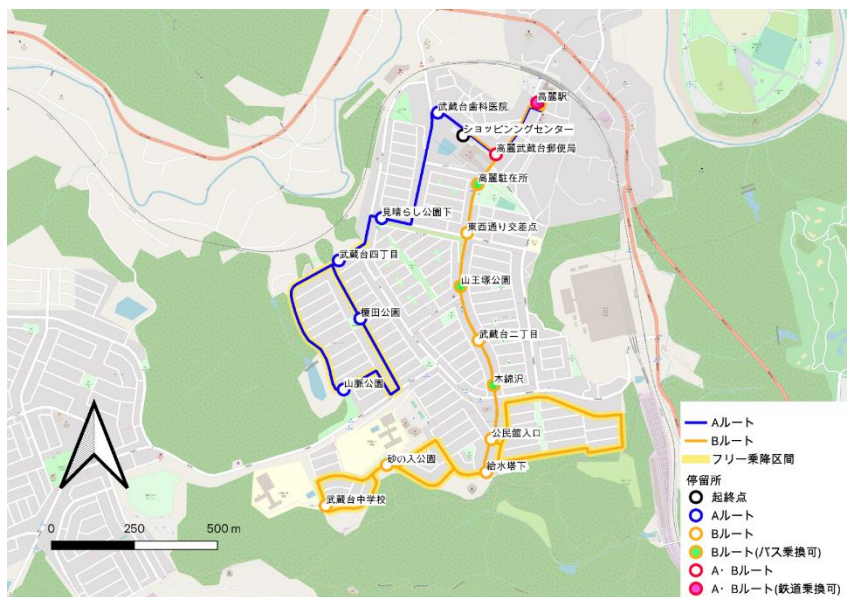 高麗駅
武蔵台歯科医院
ショッピンングセンター
高麗武蔵台郵便局
高麗駐在所
見晴らし公園下
東西通り交差点
武蔵台四丁目
山王塚公園
榎田公園
武蔵台二丁目
山脈公園
木綿沢
公民館入口
砂の入公園
給水塔下
武蔵台中学校
0 250 500 m
Aルート
Bルート
フリー乗降区間
停留所
起終点
Aルート
Bルート
Bルート(バス乗換可)
A・Bルート
A・Bルート(鉄道乗換可)